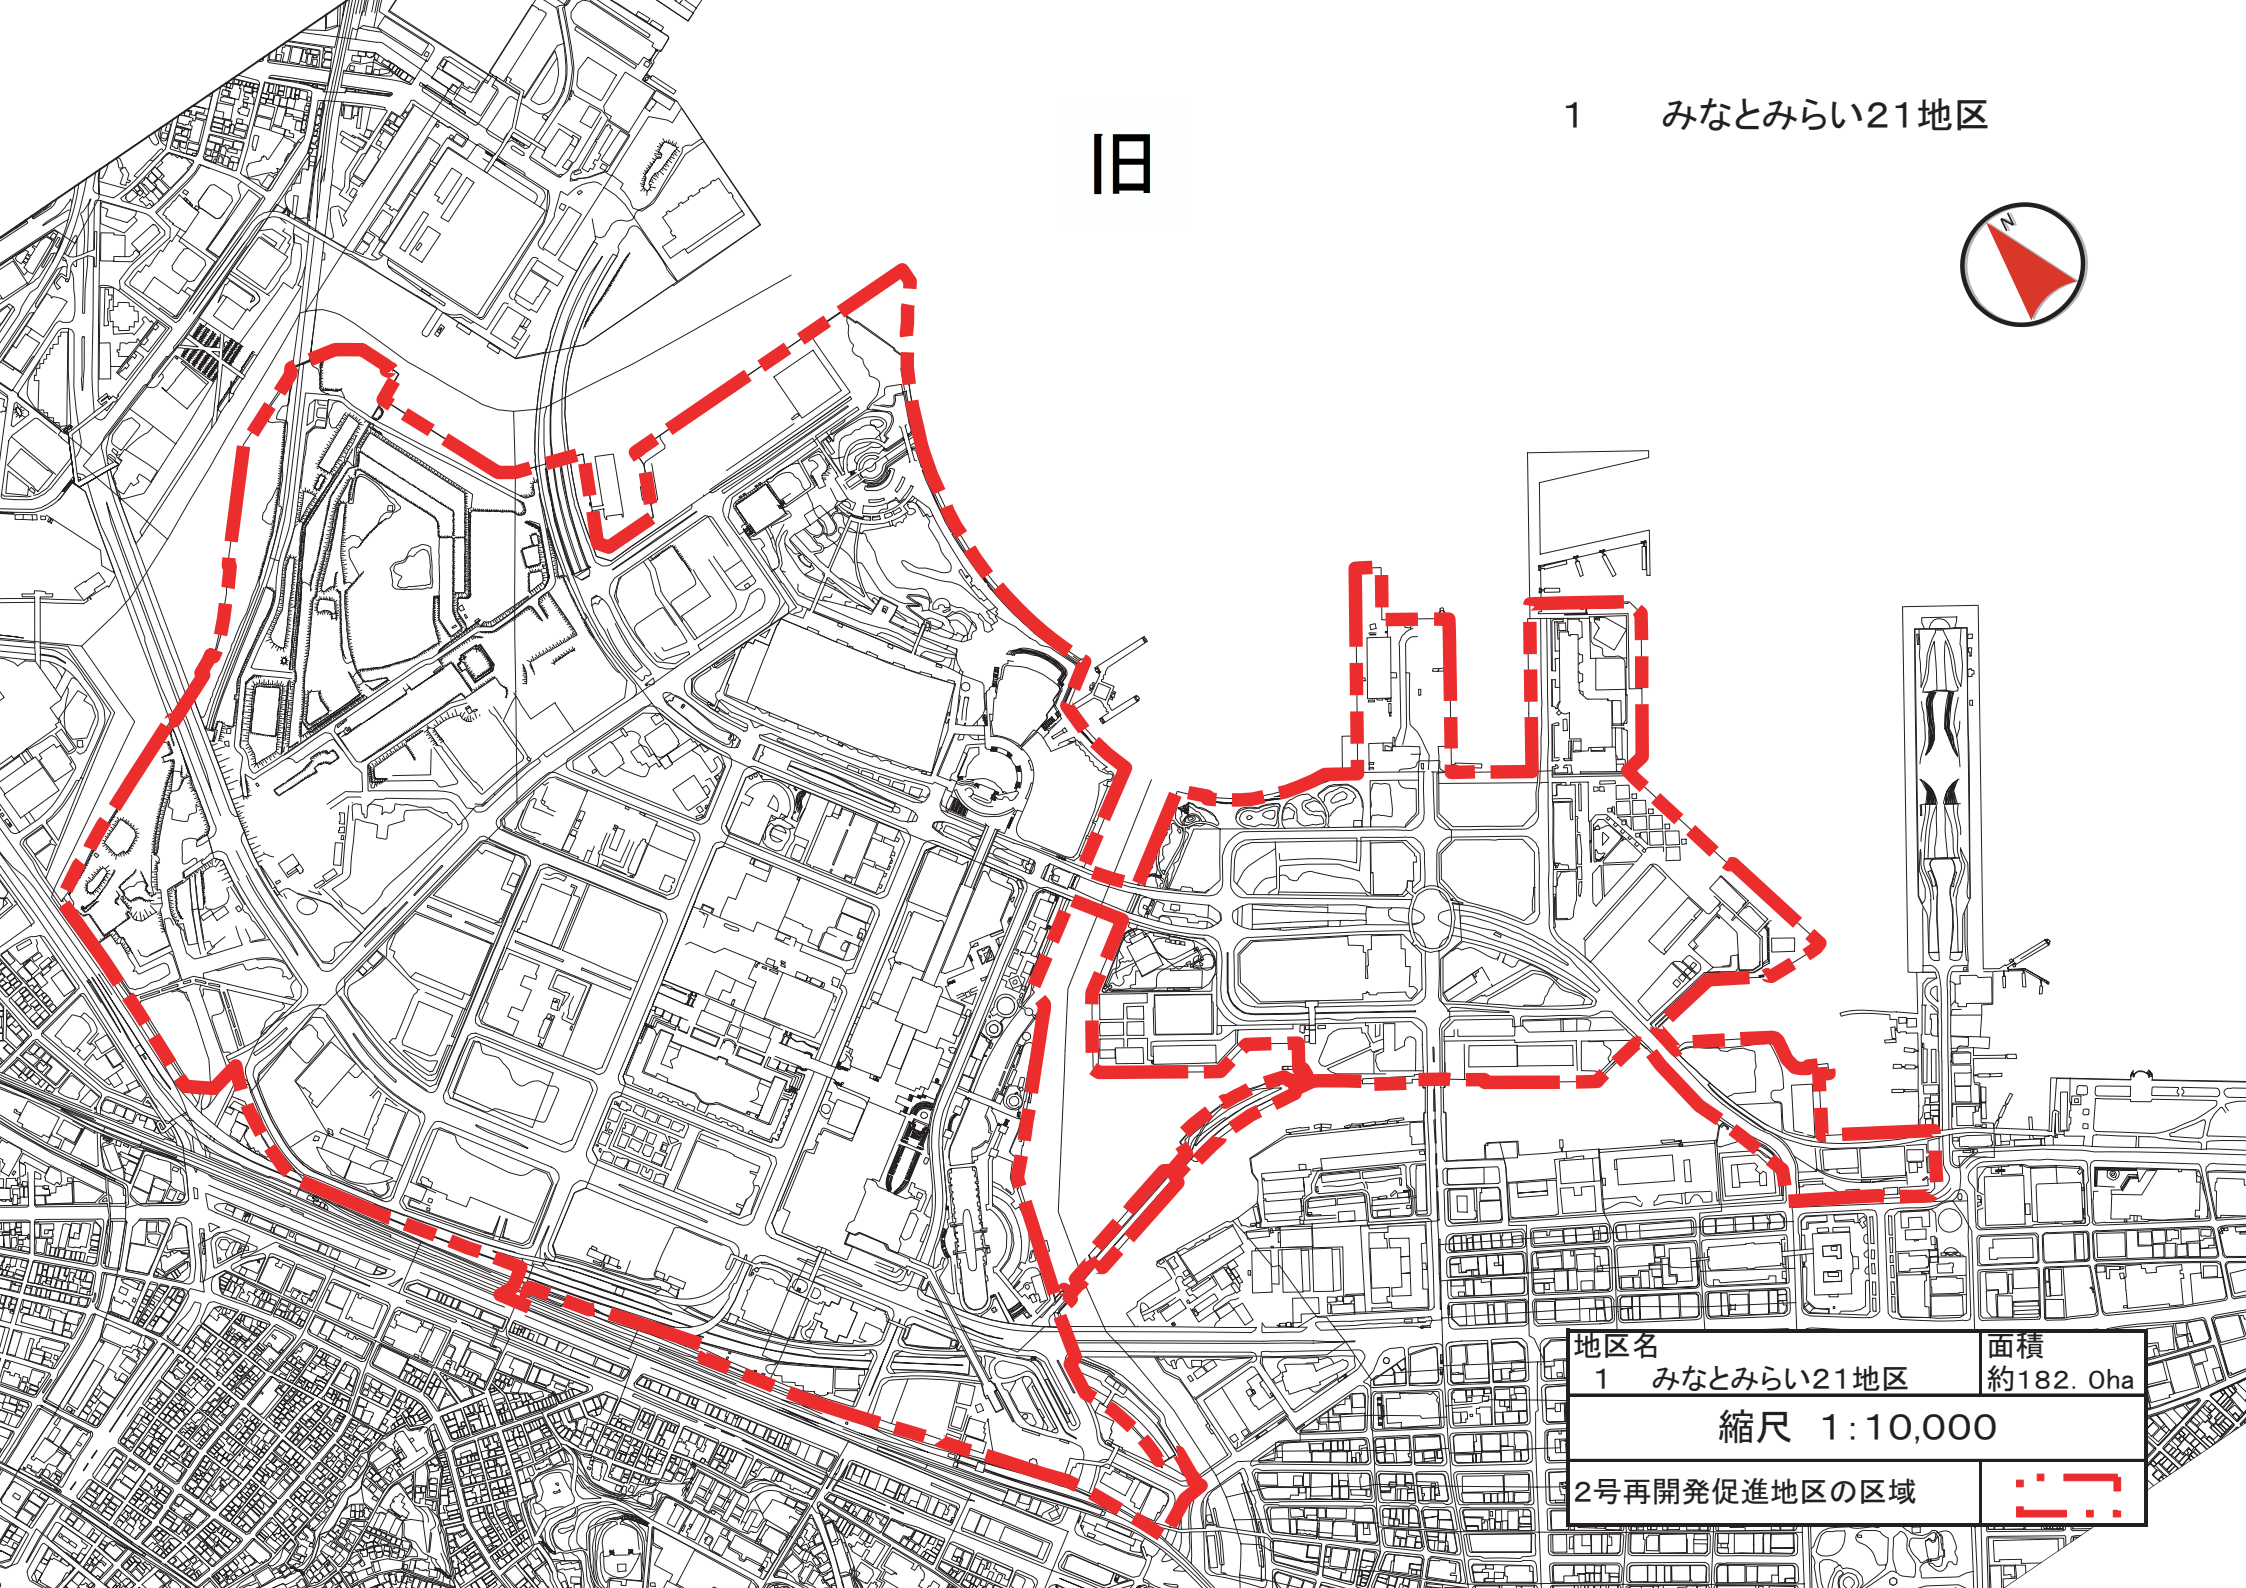 1 みなとみらい21地区
旧
N
地区名
1 みなとみらい21地区
面積
約182.0ha
縮尺 1:10,000
2号再開発促進地区の区域